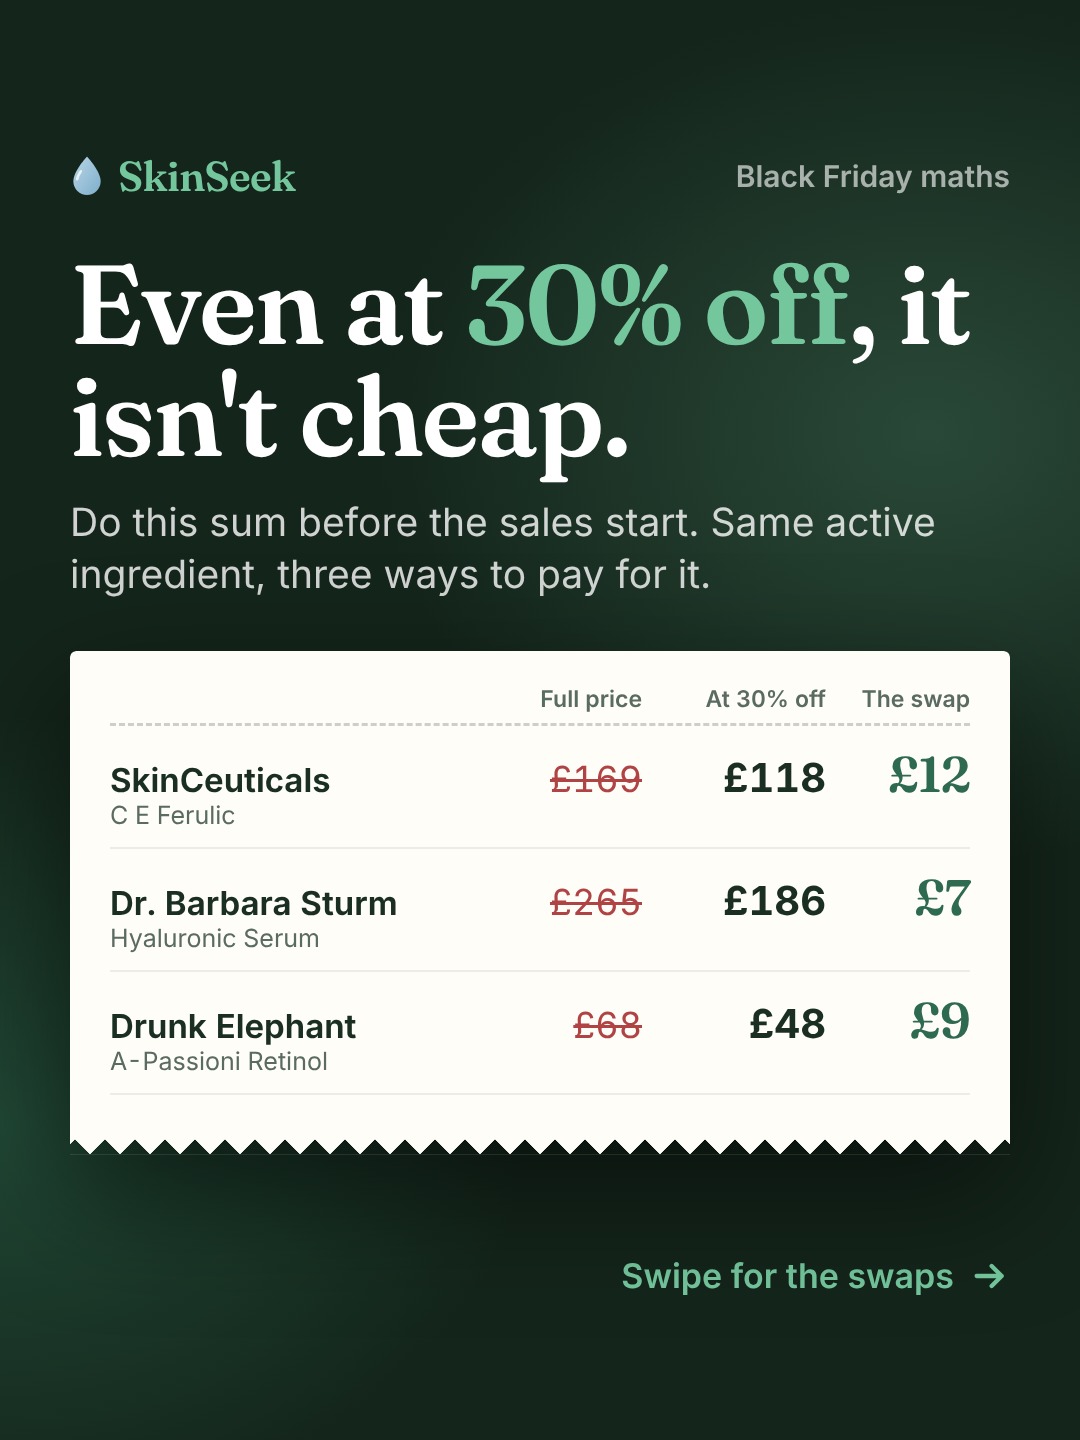 SkinSeek
Black Friday maths
Even at 30% off, it
isn't cheap.
Do this sum before the sales start. Same active
ingredient, three ways to pay for it.
Full price At 30% off The swap
SkinCeuticals £169 £118 £12
C E Ferulic
Dr. Barbara Sturm £265 £186 £7
Hyaluronic Serum
Drunk Elephant £68 £48 £9
A-Passioni Retinol
Swipe for the swaps →